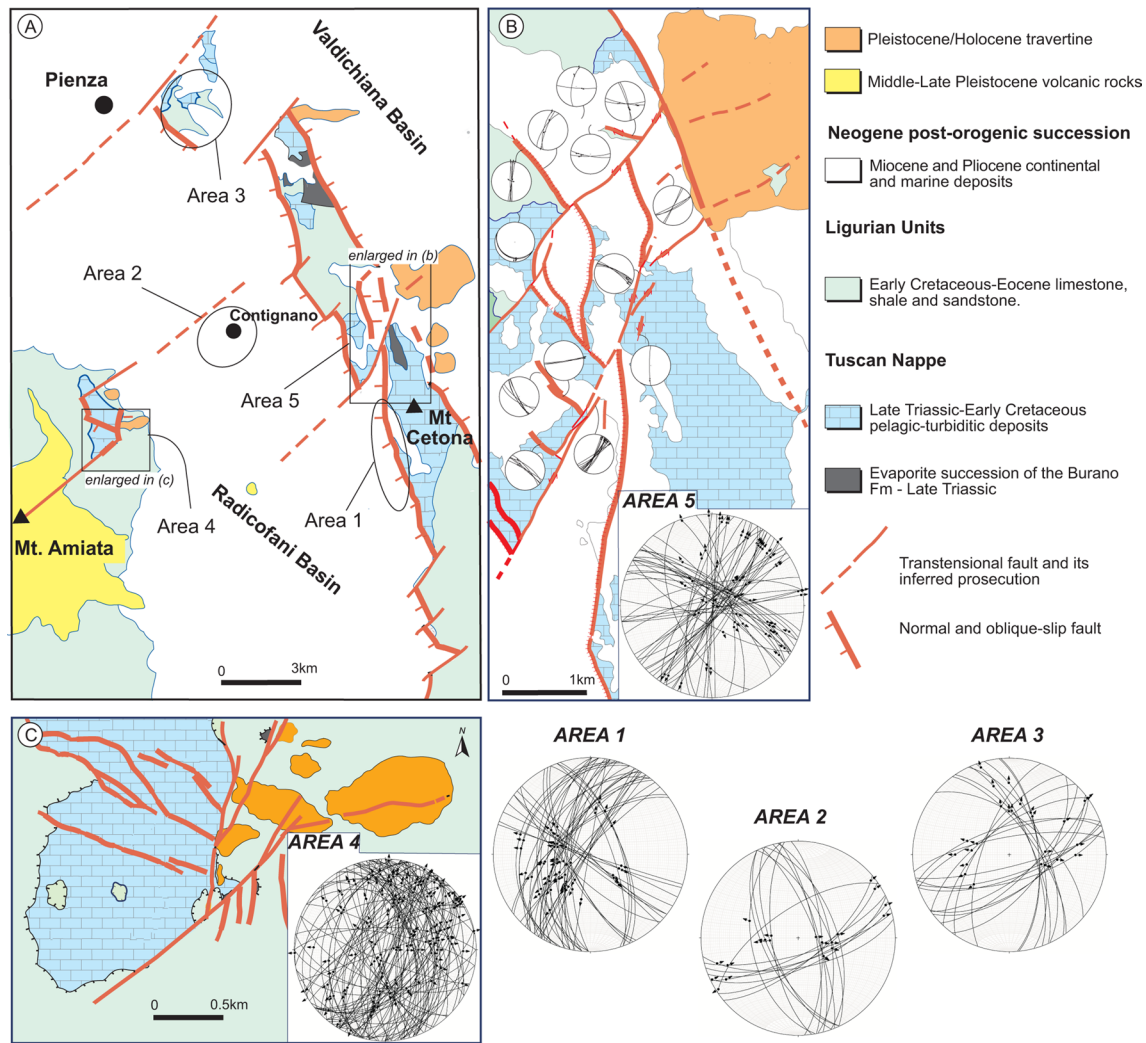 A
Pienza
Valdichiana Basin
Area 3
enlarged in (b)
Area 2
Contignano
Area 5
Mt
Cetona
enlarged in (c)
Area 4
Area 1
Radicofani Basin
Mt. Amiata
0 3km
B
AREA 5
0 1km
Pleistocene/Holocene travertine
Middle-Late Pleistocene volcanic rocks
Neogene post-orogenic succession
Miocene and Pliocene continental
and marine deposits
Ligurian Units
Early Cretaceous-Eocene limestone,
shale and sandstone.
Tuscan Nappe
Late Triassic-Early Cretaceous
pelagic-turbiditic deposits
Evaporite succession of the Burano
Fm - Late Triassic
Transtensional fault and its
inferred prosecution
Normal and oblique-slip fault
C
N
AREA 4
0 0.5km
AREA 1
AREA 2
AREA 3